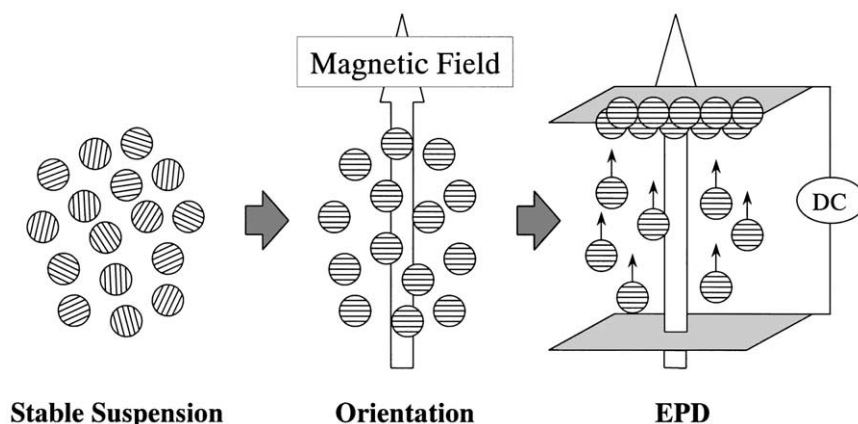 Magnetic Field
DC
Stable Suspension
Orientation
EPD